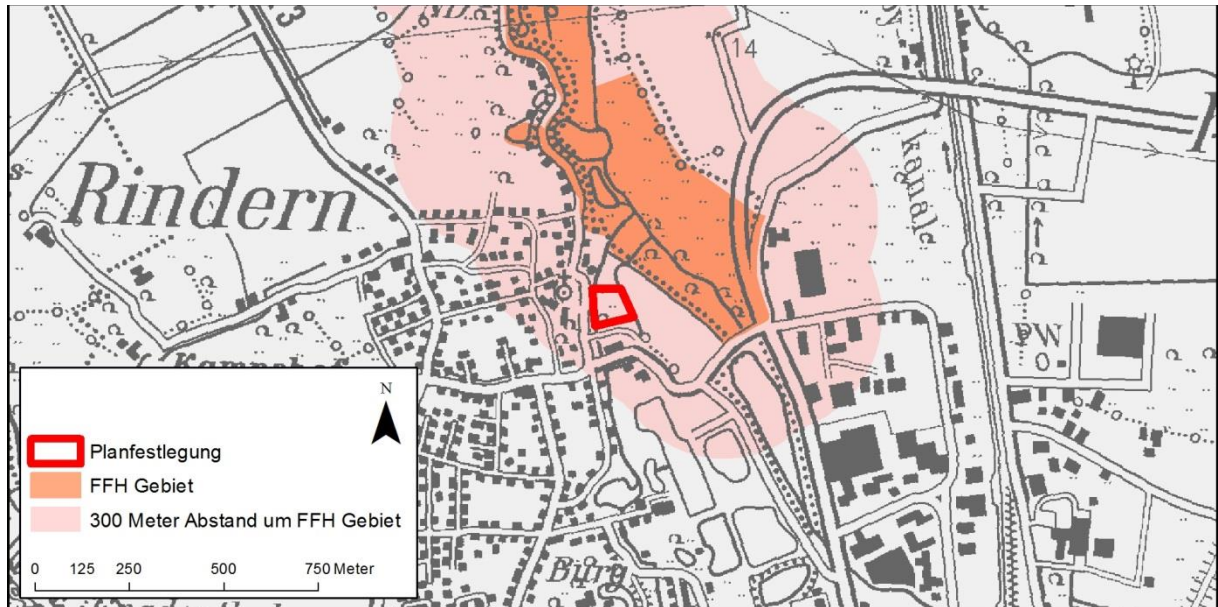 14
Rindern
kanale
PW
N
Planfestlegung
FFH Gebiet
300 Meter Abstand um FFH Gebiet
0 125 250 500 750 Meter
Burg